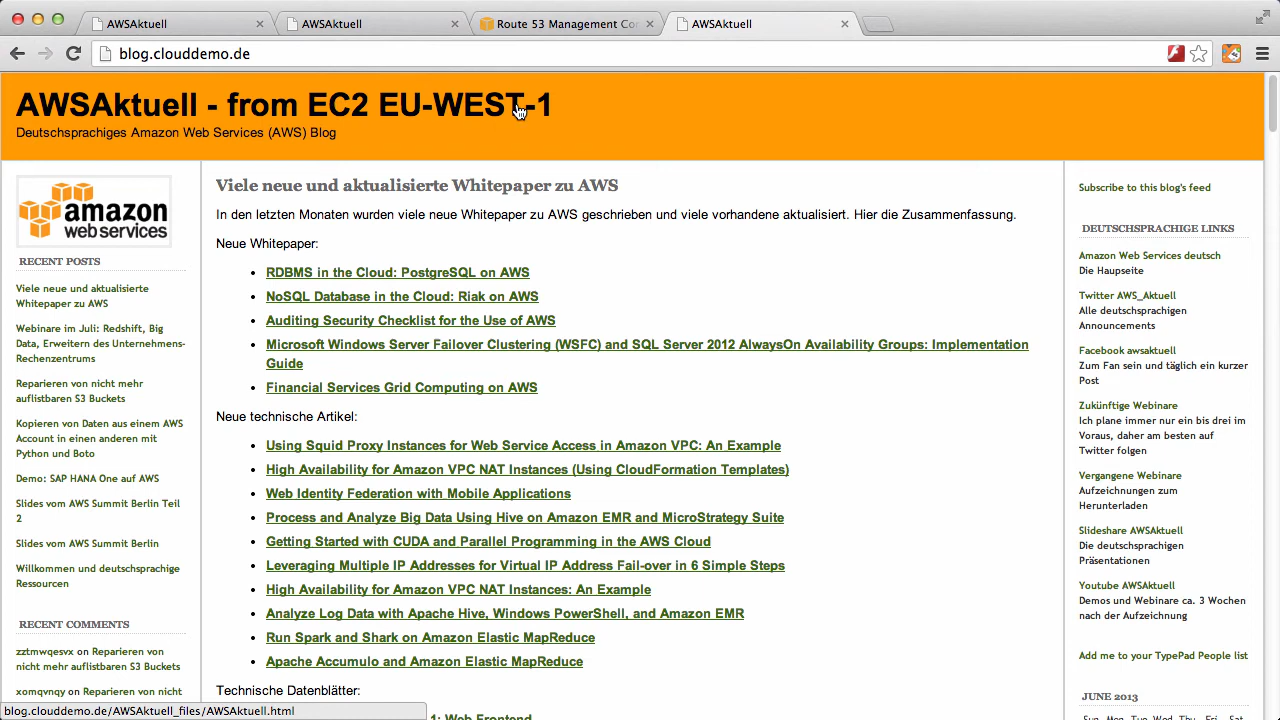 AWSAktuell
AWSAktuell
Route 53 Management Co
AWSAktuell
blog.clouddemo.de
AWSAktuell - from EC2 EU-WEST-1
Deutschsprachiges Amazon Web Services (AWS) Blog
amazon
web services
RECENT POSTS
Viele neue und aktualisierte
Whitepaper zu AWS
Webinare im Juli: Redshift, Big
Data, Erweitern des Unternehmens-
Rechenzentrums
Reparieren von nicht mehr
auflistbaren S3 Buckets
Kopieren von Daten aus einem AWS
Account in einen anderen mit
Python und Boto
Demo: SAP HANA One auf AWS
Slides vom AWS Summit Berlin Teil
2
Slides vom AWS Summit Berlin
Willkommen und deutschsprachige
Ressourcen
RECENT COMMENTS
zztmwqesvx on Reparieren von
nicht mehr auflistbaren S3 Buckets
xomqvnqy on Reparieren von nicht
Viele neue und aktualisierte Whitepaper zu AWS
In den letzten Monaten wurden viele neue Whitepaper zu AWS geschrieben und viele vorhandene aktualisiert. Hier die Zusammenfassung.
Neue Whitepaper:
RDBMS in the Cloud: PostgreSQL on AWS
NoSQL Database in the Cloud: Riak on AWS
Auditing Security Checklist for the Use of AWS
Microsoft Windows Server Failover Clustering (WSFC) and SQL Server 2012 AlwaysOn Availability Groups: Implementation
Guide
Financial Services Grid Computing on AWS
Neue technische Artikel:
Using Squid Proxy Instances for Web Service Access in Amazon VPC: An Example
High Availability for Amazon VPC NAT Instances (Using CloudFormation Templates)
Web Identity Federation with Mobile Applications
Process and Analyze Big Data Using Hive on Amazon EMR and MicroStrategy Suite
Getting Started with CUDA and Parallel Programming in the AWS Cloud
Leveraging Multiple IP Addresses for Virtual IP Address Fail-over in 6 Simple Steps
High Availability for Amazon VPC NAT Instances: An Example
Analyze Log Data with Apache Hive, Windows PowerShell, and Amazon EMR
Run Spark and Shark on Amazon Elastic MapReduce
Apache Accumulo and Amazon Elastic MapReduce
Technische Datenblätter:
1: Web Frontend
Subscribe to this blog's feed
DEUTSCHSPRACHIGE LINKS
Amazon Web Services deutsch
Die Haupseite
Twitter AWS_Aktuell
Alle deutschsprachigen
Announcements
Facebook awsaktuell
Zum Fan sein und täglich ein kurzer
Post
Zukünftige Webinare
Ich plane immer nur ein bis drei im
Voraus, daher am besten auf
Twitter folgen
Vergangene Webinare
Aufzeichnungen zum
Herunterladen
Slideshare AWSAktuell
Die deutschsprachigen
Präsentationen
Youtube AWSAktuell
Demos und Webinare ca. 3 Wochen
nach der Aufzeichnung
Add me to your TypePad People list
JUNE 2013
Sun Mon Tue Wed Thu Fri Sat
blog.clouddemo.de/AWSAktuell_files/AWSAktuell.html